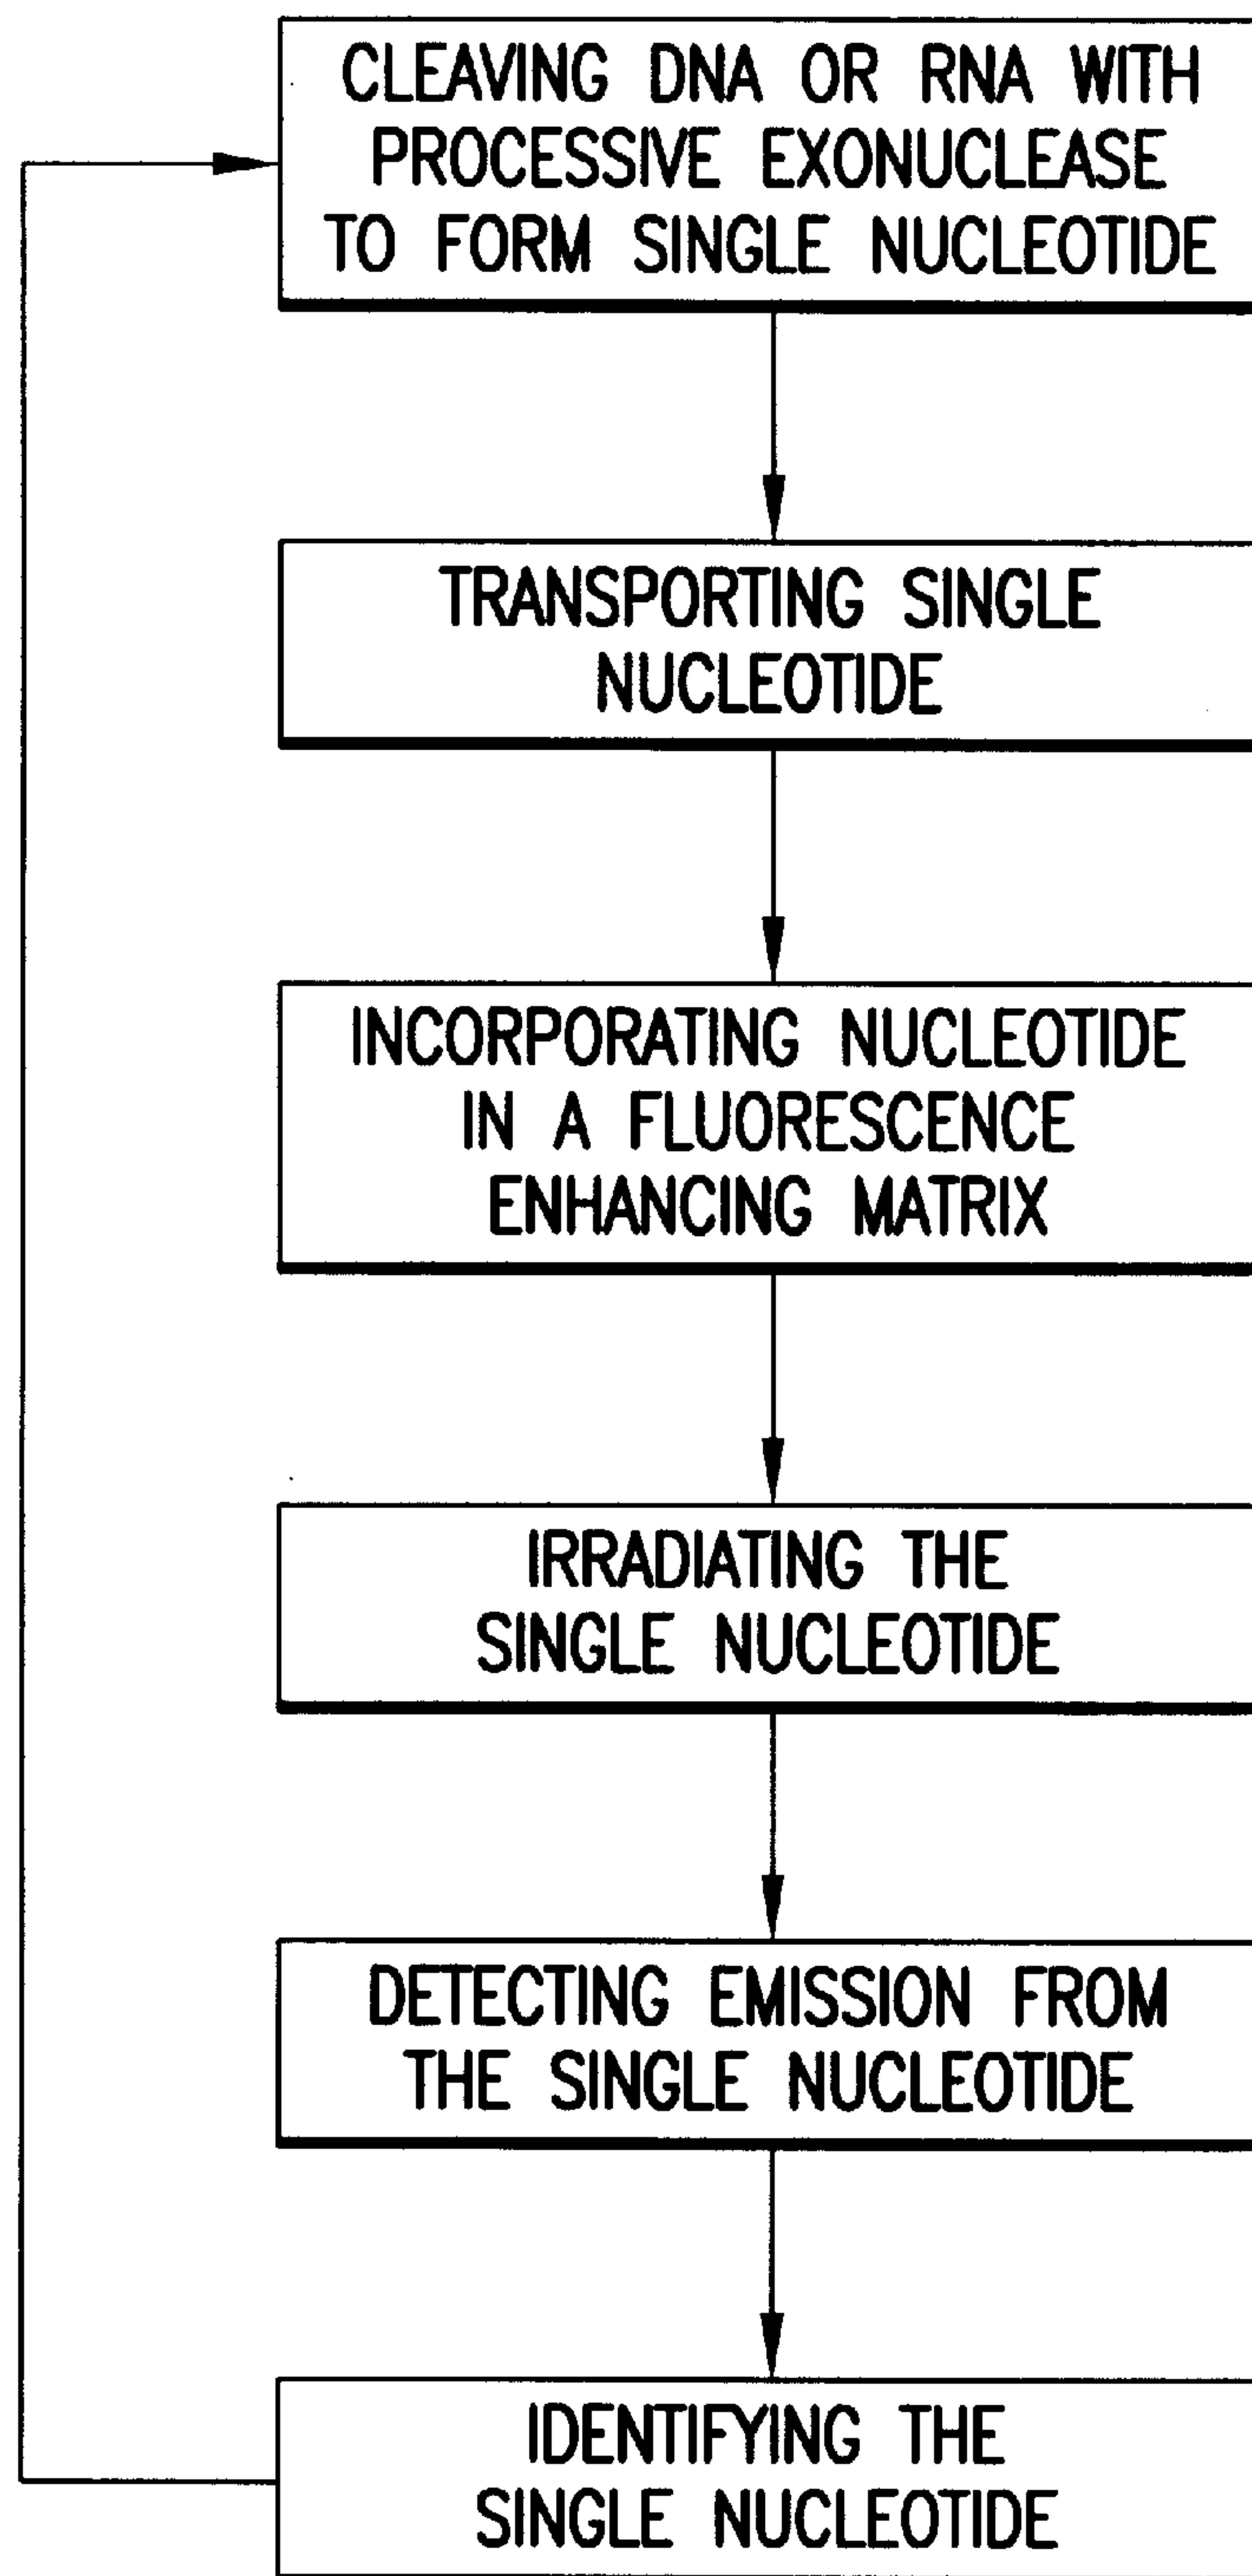 CLEAVING DNA OR RNA WITH
PROCESSIVE EXONUCLEASE
TO FORM SINGLE NUCLEOTIDE
TRANSPORTING SINGLE
NUCLEOTIDE
INCORPORATING NUCLEOTIDE
IN A FLUORESCENCE
ENHANCING MATRIX
IRRADIATING THE
SINGLE NUCLEOTIDE
DETECTING EMISSION FROM
THE SINGLE NUCLEOTIDE
IDENTIFYING THE
SINGLE NUCLEOTIDE